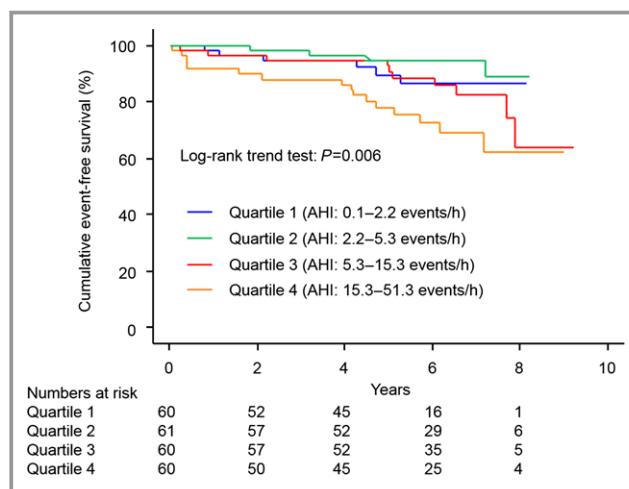 Cumulative event-free survival (%)
100
80
60
40
20
0
Log-rank trend test: P=0.006
Quartile 1 (AHI: 0.1–2.2 events/h)
Quartile 2 (AHI: 2.2–5.3 events/h)
Quartile 3 (AHI: 5.3–15.3 events/h)
Quartile 4 (AHI: 15.3–51.3 events/h)
0 2 4 6 8 10
Years
Numbers at risk
Quartile 1 60 52 45 16 1
Quartile 2 61 57 52 29 6
Quartile 3 60 57 52 35 5
Quartile 4 60 50 45 25 4